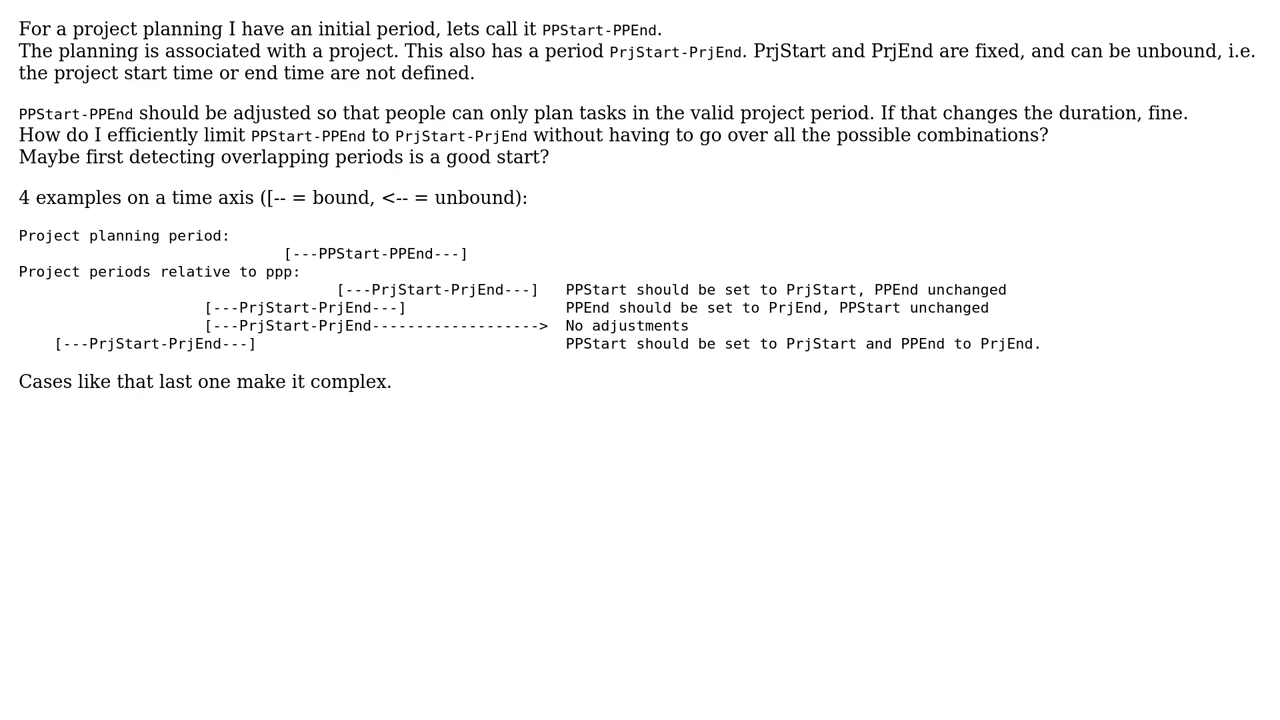 For a project planning I have an initial period, lets call it PPStart-PPEnd.
The planning is associated with a project. This also has a period PrjStart-PrjEnd. PrjStart and PrjEnd are fixed, and can be unbound, i.e.
the project start time or end time are not defined.
PPStart-PPEnd should be adjusted so that people can only plan tasks in the valid project period. If that changes the duration, fine.
How do I efficiently limit PPStart-PPEnd to PrjStart-PrjEnd without having to go over all the possible combinations?
Maybe first detecting overlapping periods is a good start?
4 examples on a time axis ([-- = bound, <-- = unbound):
Project planning period:
[---PPStart-PPEnd---]
Project periods relative to ppp:
[---PrjStart-PrjEnd---]   PPStart should be set to PrjStart, PPEnd unchanged
[---PrjStart-PrjEnd---]                  PPEnd should be set to PrjEnd, PPStart unchanged
[---PrjStart-PrjEnd------------------->  No adjustments
[---PrjStart-PrjEnd---]                                   PPStart should be set to PrjStart and PPEnd to PrjEnd.
Cases like that last one make it complex.